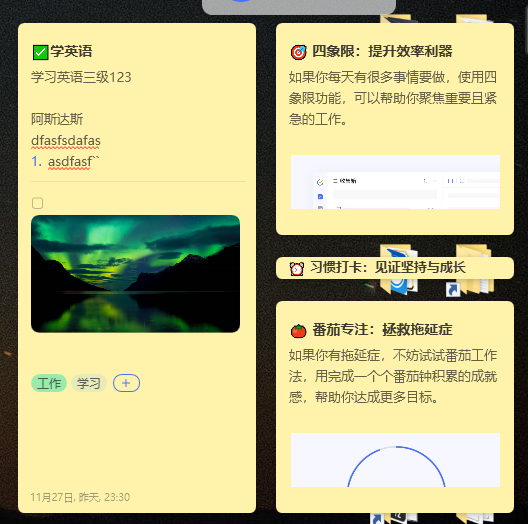 学英语
学习英语三级123
阿斯达斯
dfasfsdafas
1. asdfasf``
工作 学习 +
11月27日, 昨天, 23:30
四象限：提升效率利器
如果你每天有很多事情要做，使用四
象限功能，可以帮助你聚焦重要且紧
急的工作。
收集箱
习惯打卡：见证坚持与成长
番茄专注：拯救拖延症
如果你有拖延症，不妨试试番茄工作
法，用完成一个个番茄钟积累的成就
感，帮助你达成更多目标。